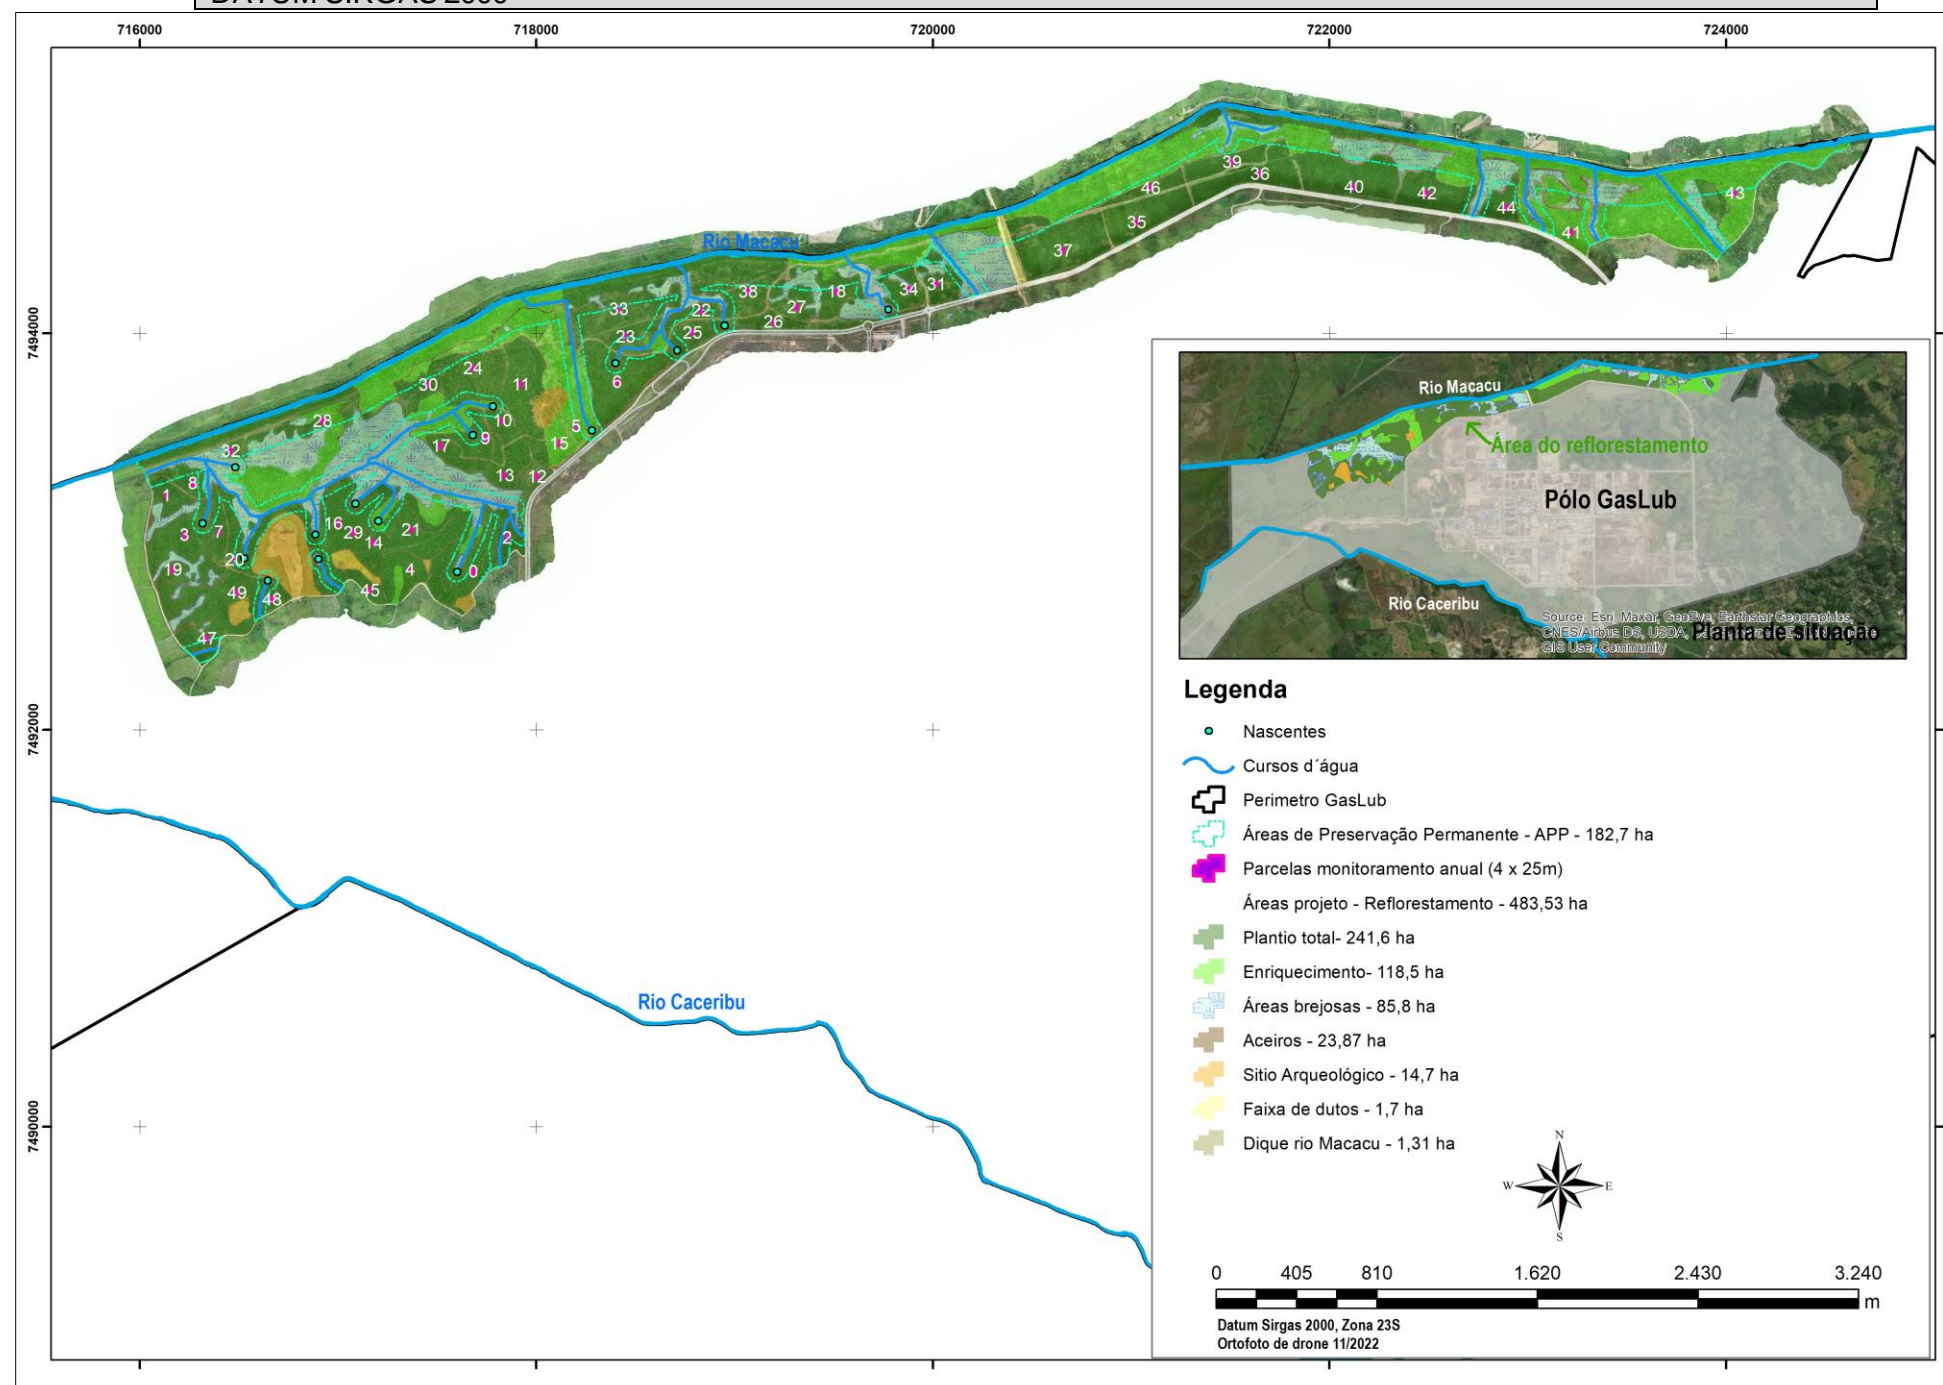 DATUM SIRGAS 2000
716000
718000
720000
722000
724000
7494000
7492000
7490000
Rio Macacu
39
36
46
40
42
43
44
41
35
37
38
18
34
31
33
22
27
26
23
25
6
24
30
11
10
28
5
9
15
17
32
13
12
8
1
16
3
7
29
21
14
2
20
19
4
0
49
48
45
47
Rio Caceribu
Rio Macacu
Área do reflorestamento
Pólo GasLub
Rio Caceribu
Source: Esri, Maxar, GeoEye, Earthstar Geographics,
CNES/Airbus DS, USDA,
GIS User Community
Planta de situação
Legenda
Nascentes
Cursos d´água
Perimetro GasLub
Áreas de Preservação Permanente - APP - 182,7 ha
Parcelas monitoramento anual (4 x 25m)
Áreas projeto - Reflorestamento - 483,53 ha
Plantio total- 241,6 ha
Enriquecimento- 118,5 ha
Áreas brejosas - 85,8 ha
Aceiros - 23,87 ha
Sitio Arqueológico - 14,7 ha
Faixa de dutos - 1,7 ha
Dique rio Macacu - 1,31 ha
N
W E
S
0 405 810 1.620 2.430 3.240
m
Datum Sirgas 2000, Zona 23S
Ortofoto de drone 11/2022